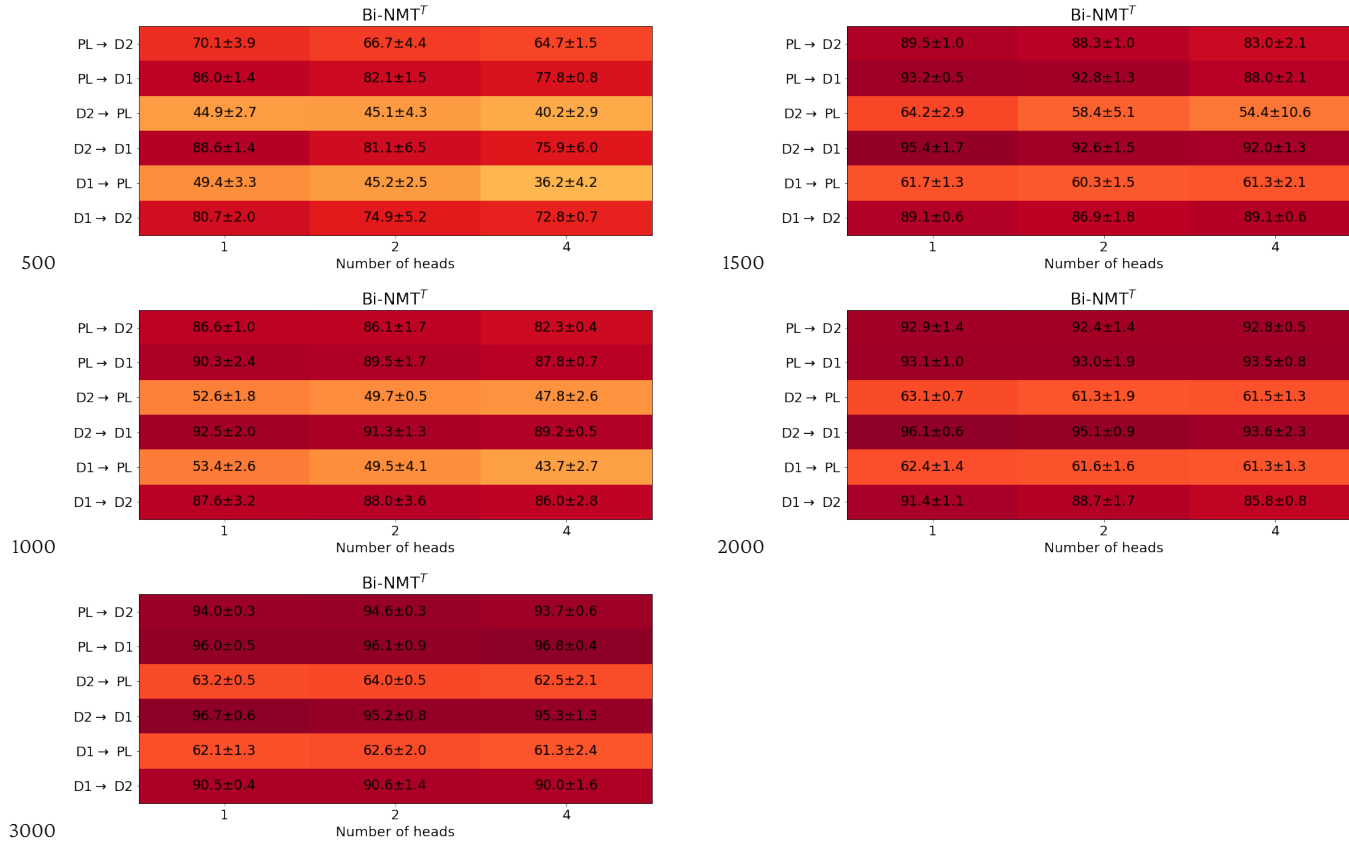 Bi-NMT^T
PL → D2 70.1±3.9 66.7±4.4 64.7±1.5
PL → D1 86.0±1.4 82.1±1.5 77.8±0.8
D2 → PL 44.9±2.7 45.1±4.3 40.2±2.9
D2 → D1 88.6±1.4 81.1±6.5 75.9±6.0
D1 → PL 49.4±3.3 45.2±2.5 36.2±4.2
D1 → D2 80.7±2.0 74.9±5.2 72.8±0.7
1 2 4
500 Number of heads
Bi-NMT^T
PL → D2 89.5±1.0 88.3±1.0 83.0±2.1
PL → D1 93.2±0.5 92.8±1.3 88.0±2.1
D2 → PL 64.2±2.9 58.4±5.1 54.4±10.6
D2 → D1 95.4±1.7 92.6±1.5 92.0±1.3
D1 → PL 61.7±1.3 60.3±1.5 61.3±2.1
D1 → D2 89.1±0.6 86.9±1.8 89.1±0.6
1 2 4
1500 Number of heads
Bi-NMT^T
PL → D2 86.6±1.0 86.1±1.7 82.3±0.4
PL → D1 90.3±2.4 89.5±1.7 87.8±0.7
D2 → PL 52.6±1.8 49.7±0.5 47.8±2.6
D2 → D1 92.5±2.0 91.3±1.3 89.2±0.5
D1 → PL 53.4±2.6 49.5±4.1 43.7±2.7
D1 → D2 87.6±3.2 88.0±3.6 86.0±2.8
1 2 4
1000 Number of heads
Bi-NMT^T
PL → D2 92.9±1.4 92.4±1.4 92.8±0.5
PL → D1 93.1±1.0 93.0±1.9 93.5±0.8
D2 → PL 63.1±0.7 61.3±1.9 61.5±1.3
D2 → D1 96.1±0.6 95.1±0.9 93.6±2.3
D1 → PL 62.4±1.4 61.6±1.6 61.3±1.3
D1 → D2 91.4±1.1 88.7±1.7 85.8±0.8
1 2 4
2000 Number of heads
Bi-NMT^T
PL → D2 94.0±0.3 94.6±0.3 93.7±0.6
PL → D1 96.0±0.5 96.1±0.9 96.8±0.4
D2 → PL 63.2±0.5 64.0±0.5 62.5±2.1
D2 → D1 96.7±0.6 95.2±0.8 95.3±1.3
D1 → PL 62.1±1.3 62.6±2.0 61.3±2.4
D1 → D2 90.5±0.4 90.6±1.4 90.0±1.6
1 2 4
3000 Number of heads